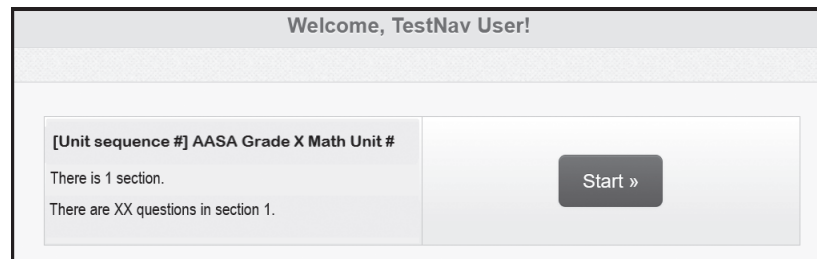 Welcome, TestNav User!
[Unit sequence #] AASA Grade X Math Unit #
There is 1 section.
There are XX questions in section 1.
Start »